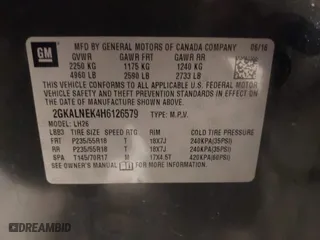 GM
MFD BY GENERAL MOTORS OF CANADA COMPANY 06/16
GVWR GAWR FRT GAWR RR
2250 KG 1175 KG 1240 KG
4960 LB 2590 LB 2733 LB
THIS VEHICLE CONFORMS TO ALL APPLICABLE U.S.
FEDERAL MOTOR VEHICLE SAFETY, BUMPER, AND
THEFT PREVENTION STANDARDS IN EFFECT ON THE
DATE OF MANUFACTURE SHOWN ABOVE.
2GKALNEK4H6126579 TYPE: M.P.V.
MODEL: LH26
TIRE SIZE SPEED RTG RIM COLD TIRE PRESSURE
FRT P235/55R18 T 18X7J 240KPA(35PSI)
RR P235/55R18 T 18X7J 240KPA(35PSI)
SPA T145/70R17 M 17X4.5T 420KPA(60PSI)
SEE OWNER'S MANUAL FOR ADDITIONAL INFORMATION.